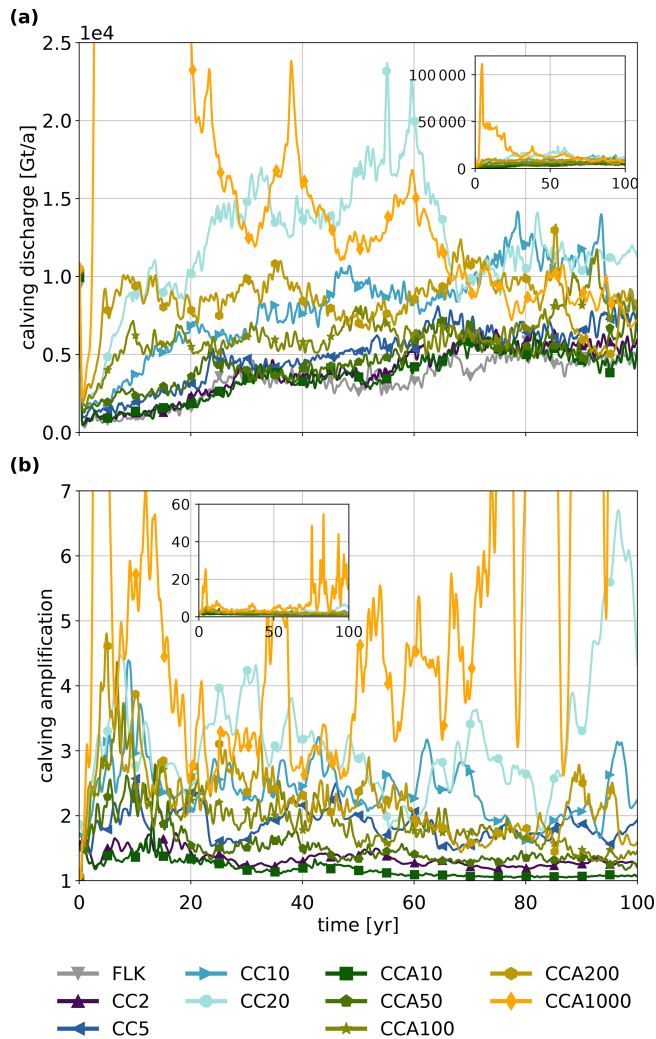 (a)
1e4
2.5
2.0
1.5
1.0
0.5
0.0
calving discharge [Gt/a]
100 000
50 000
0
0 50 100
(b)
7
6
5
4
3
2
1
calving amplification
60
40
20
0
0 50 100
0 20 40 60 80 100
time [yr]
FLK CC10 CCA10 CCA200
CC2 CC20 CCA50 CCA1000
CC5 CCA100